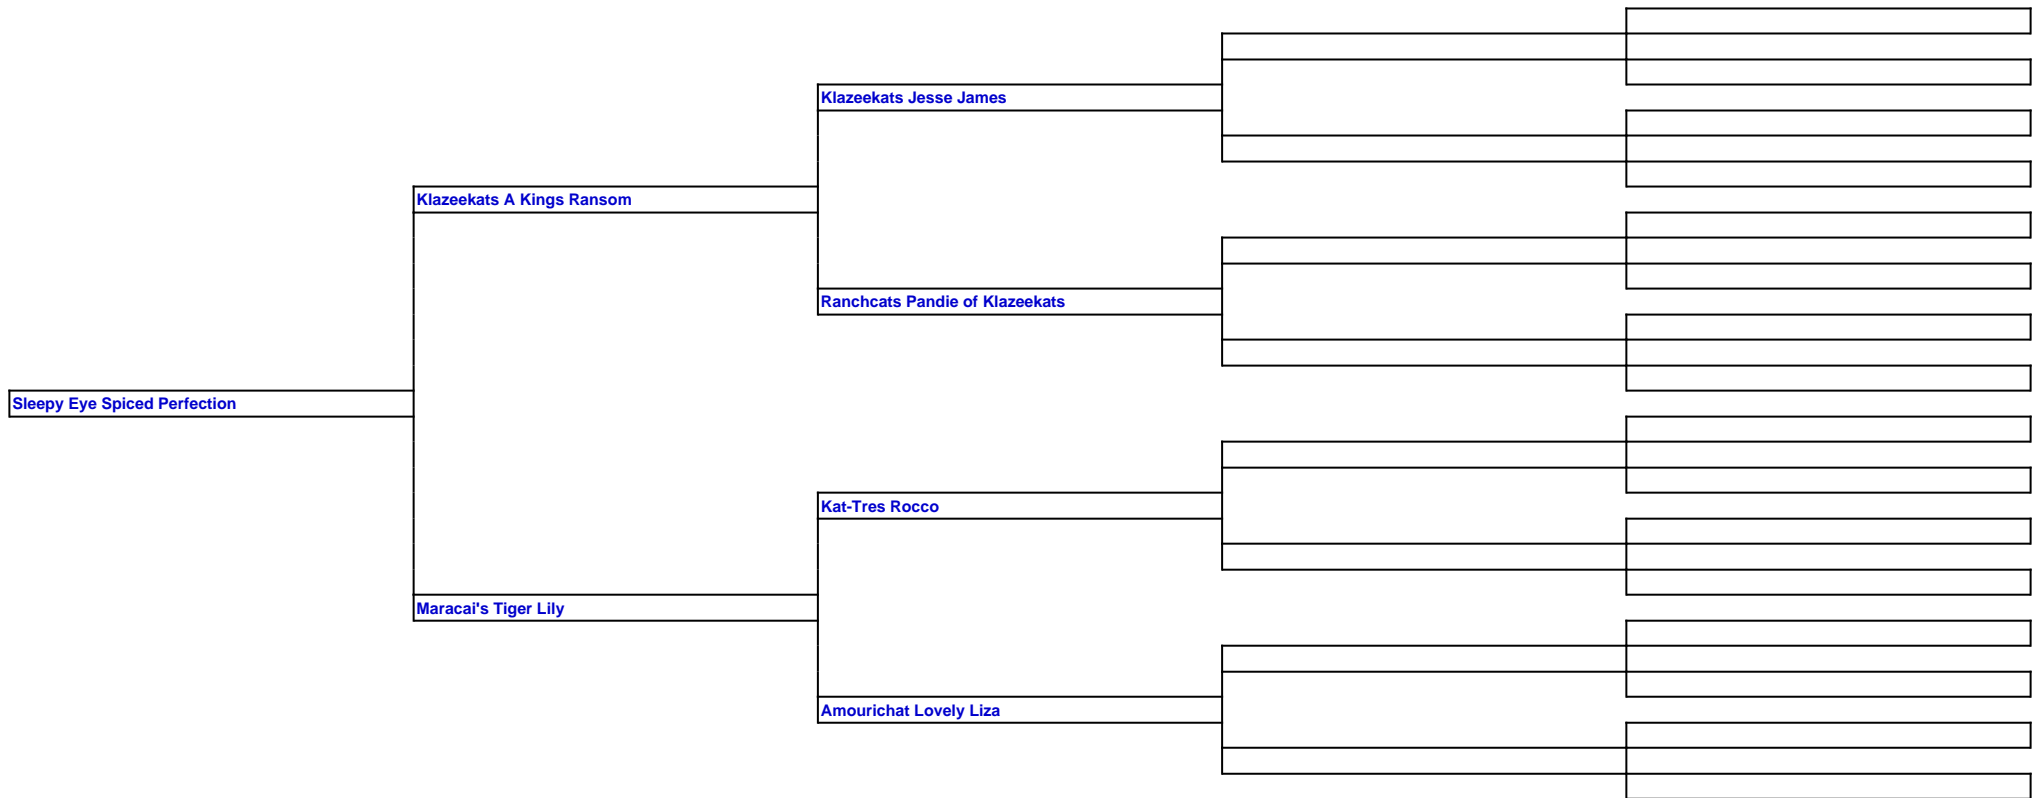 Klazeekats Jesse James
Klazeekats A Kings Ransom
Ranchcats Pandie of Klazeekats
Sleepy Eye Spiced Perfection
Kat-Tres Rocco
Maracai's Tiger Lily
Amourichat Lovely Liza